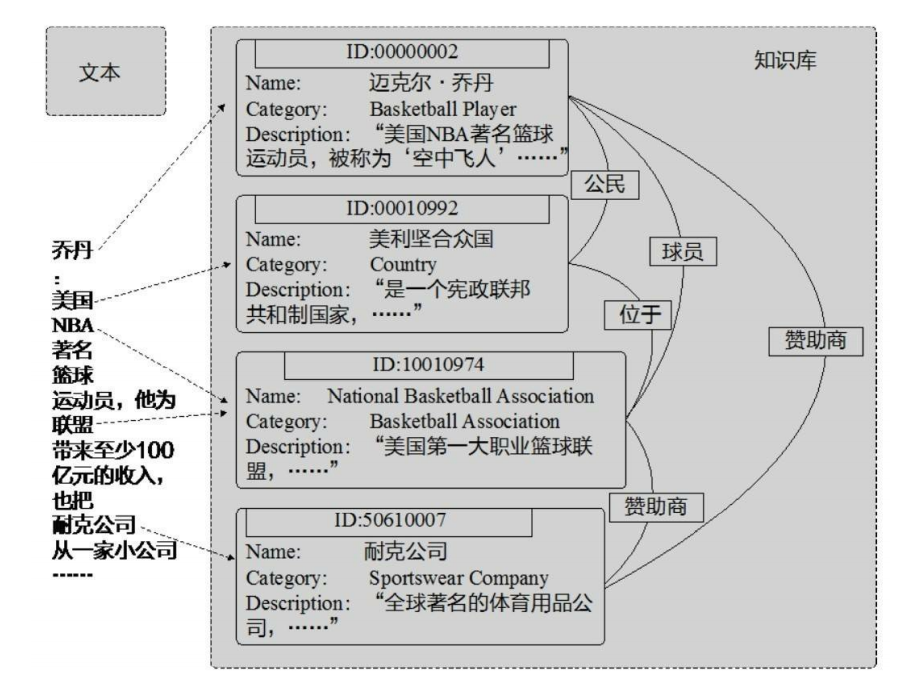 文本
乔丹
:
美国
NBA
著名
篮球
运动员，他为
联盟
带来至少100
亿元的收入，
也把
耐克公司
从一家小公司
……
知识库
ID:00000002
Name: 迈克尔·乔丹
Category: Basketball Player
Description: “美国NBA著名篮球
运动员，被称为‘空中飞人’……”
ID:00010992
Name: 美利坚合众国
Category: Country
Description: “是一个宪政联邦
共和制国家，……”
ID:10010974
Name: National Basketball Association
Category: Basketball Association
Description: “美国第一大职业篮球联
盟，……”
ID:50610007
Name: 耐克公司
Category: Sportswear Company
Description: “全球著名的体育用品公
司，……”
公民
球员
位于
赞助商
赞助商